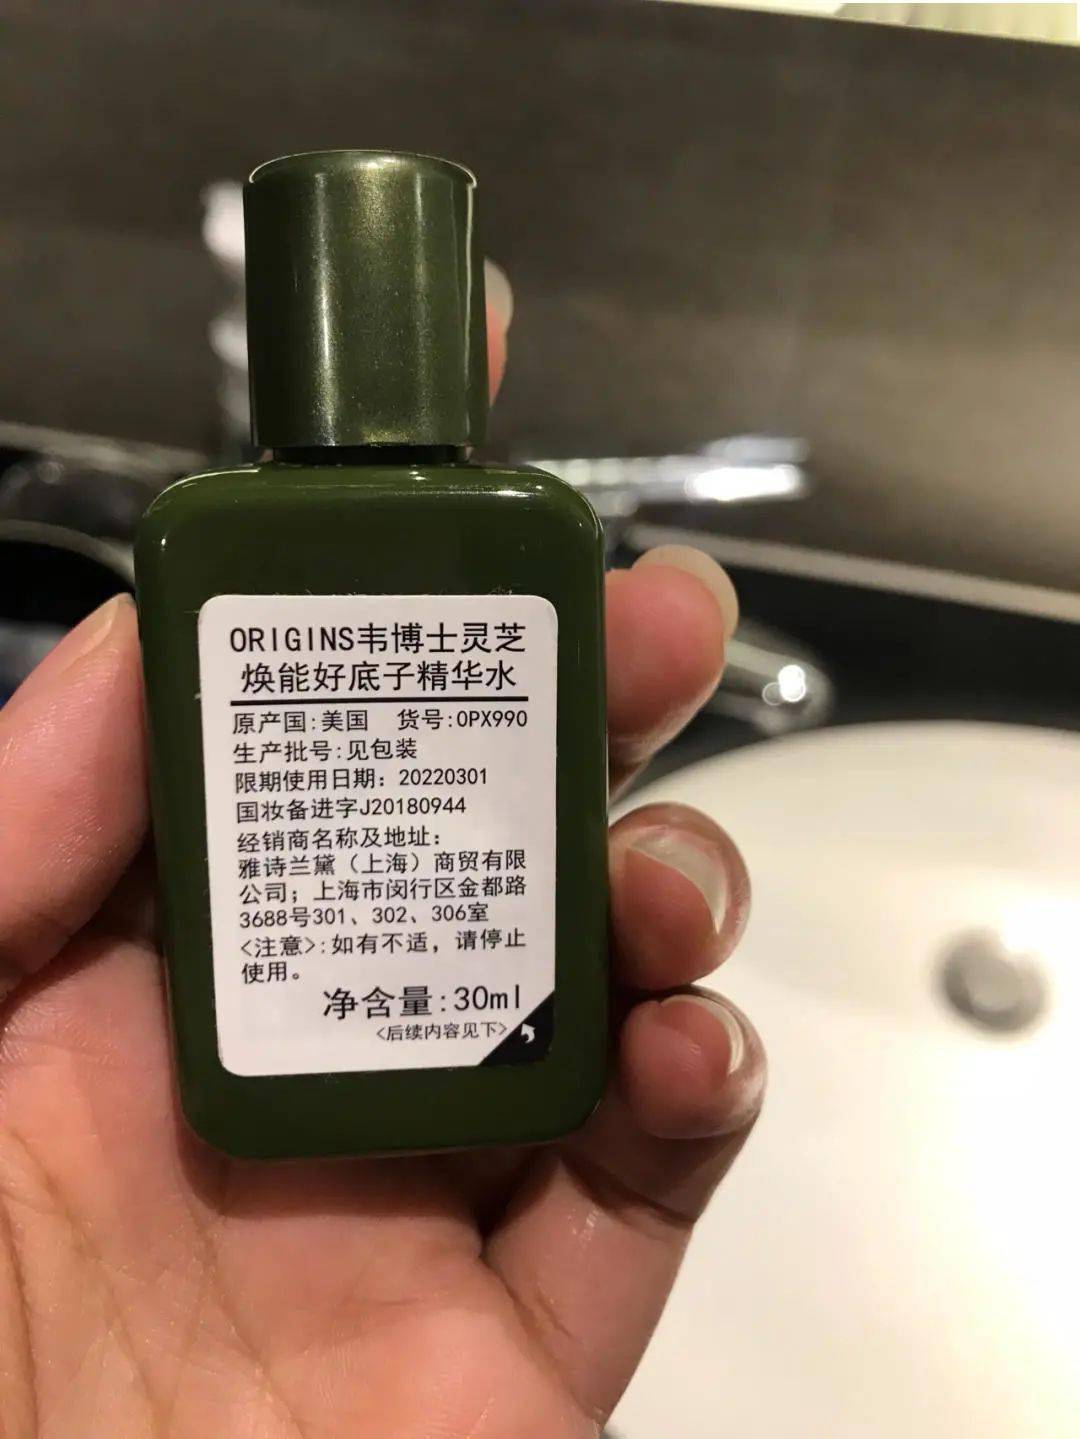 ORIGINS韦博士灵芝
焕能好底子精华水
原产国:美国 货号:0PX990
生产批号:见包装
限期使用日期：20220301
国妆备进字J20180944
经销商名称及地址：
雅诗兰黛（上海）商贸有限
公司；上海市闵行区金都路
3688号301、302、306室
<注意>:如有不适，请停止
使用。
净含量:30ml
<后续内容见下>